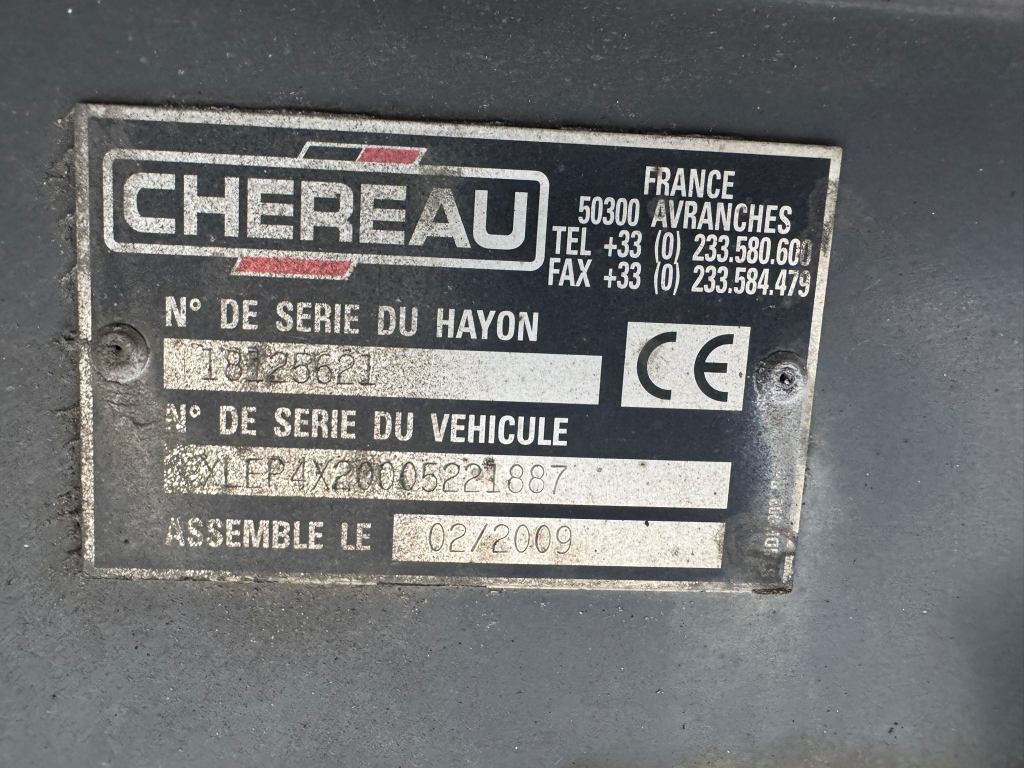 CHEREAU
FRANCE
50300 AVRANCHES
TEL +33 (0) 233.580.600
FAX +33 (0) 233.584.479
N° DE SERIE DU HAYON
18125621
CE
N° DE SERIE DU VEHICULE
VXLEP4X20005221887
ASSEMBLE LE
02/2009